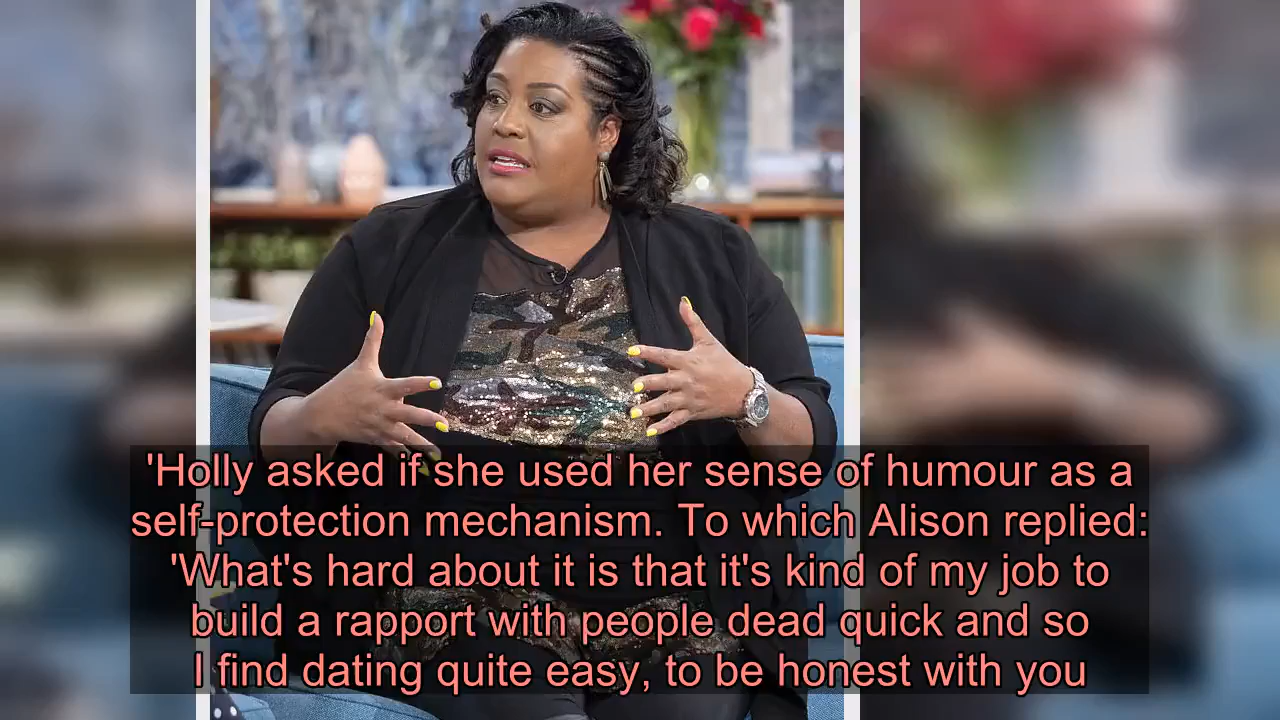 'Holly asked if she used her sense of humour as a
self-protection mechanism. To which Alison replied:
'What's hard about it is that it's kind of my job to
build a rapport with people dead quick and so
I find dating quite easy, to be honest with you